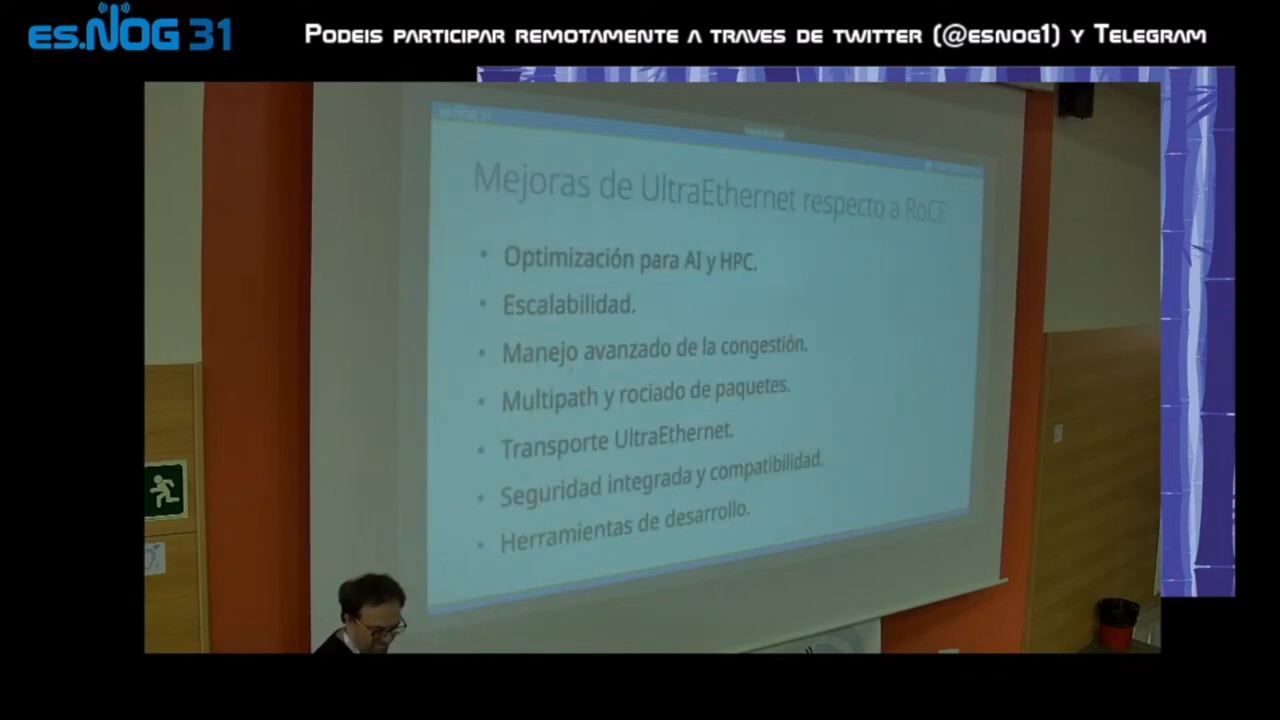 es.NOG 31
PODEIS PARTICIPAR REMOTAMENTE A TRAVES DE TWITTER (@ESNOG1) Y TELEGRAM
Mejoras de UltraEthernet respecto a RoCE
• Optimización para AI y HPC.
• Escalabilidad.
• Manejo avanzado de la congestión.
• Multipath y rociado de paquetes.
• Transporte UltraEthernet.
• Seguridad integrada y compatibilidad.
• Herramientas de desarrollo.